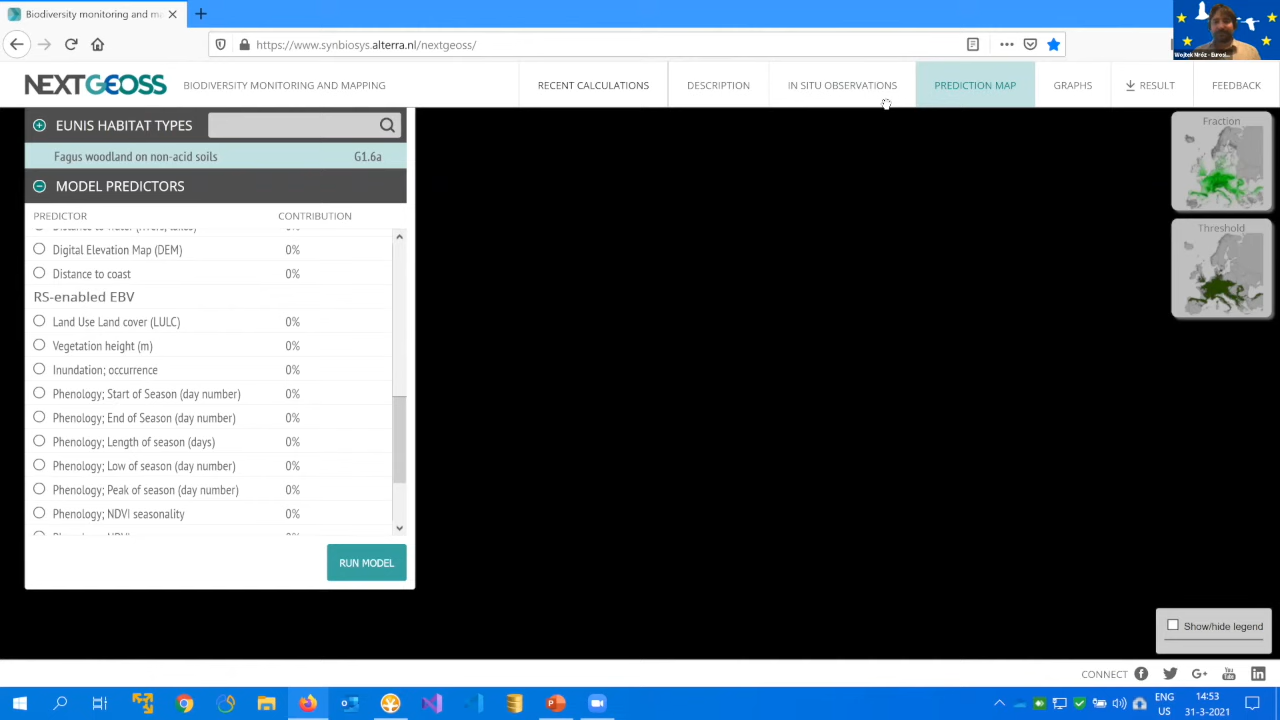 Biodiversity monitoring and m
https://www.synbiosys.alterra.nl/nextgeoss/
NEXTGEOSS
BIODIVERSITY MONITORING AND MAPPING
RECENT CALCULATIONS
DESCRIPTION
IN SITU OBSERVATIONS
PREDICTION MAP
GRAPHS
RESULT
FEEDBACK
EUNIS HABITAT TYPES
Fagus woodland on non-acid soils G1.6a
MODEL PREDICTORS
PREDICTOR CONTRIBUTION
Digital Elevation Map (DEM) 0%
Distance to coast 0%
RS-enabled EBV
Land Use Land cover (LULC) 0%
Vegetation height (m) 0%
Inundation; occurrence 0%
Phenology; Start of Season (day number) 0%
Phenology; End of Season (day number) 0%
Phenology; Length of season (days) 0%
Phenology; Low of season (day number) 0%
Phenology; Peak of season (day number) 0%
Phenology; NDVI seasonality 0%
RUN MODEL
Fraction
Threshold
Show/hide legend
CONNECT
ENG
US
14:53
31-3-2021